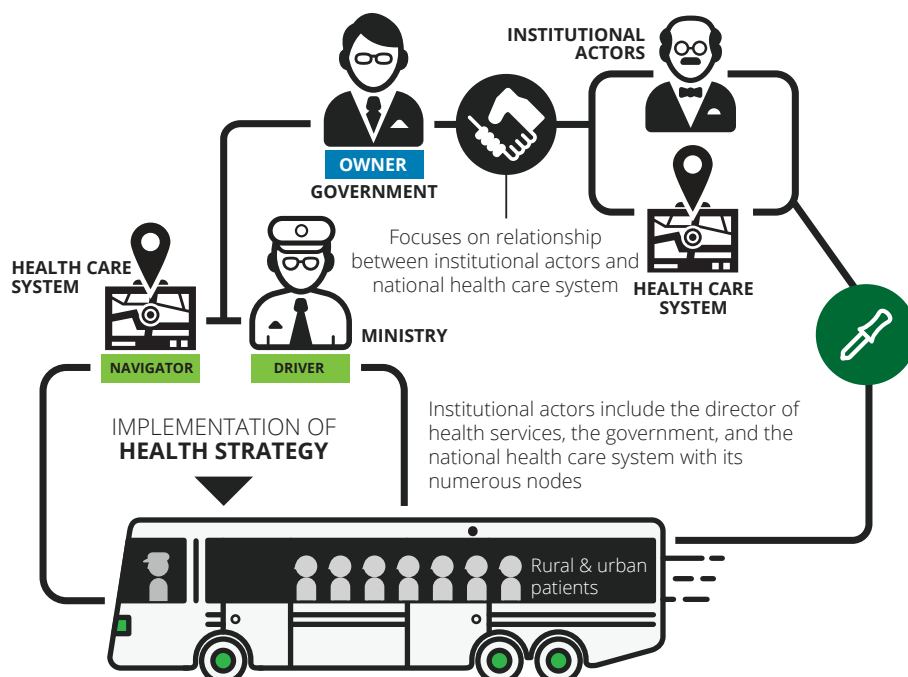 INSTITUTIONAL
ACTORS
OWNER
GOVERNMENT
Focuses on relationship
between institutional actors and
national health care system
HEALTH CARE
SYSTEM
HEALTH CARE
SYSTEM
MINISTRY
NAVIGATOR
DRIVER
IMPLEMENTATION OF
HEALTH STRATEGY
Institutional actors include the director of
health services, the government, and the
national health care system with its
numerous nodes
Rural & urban
patients